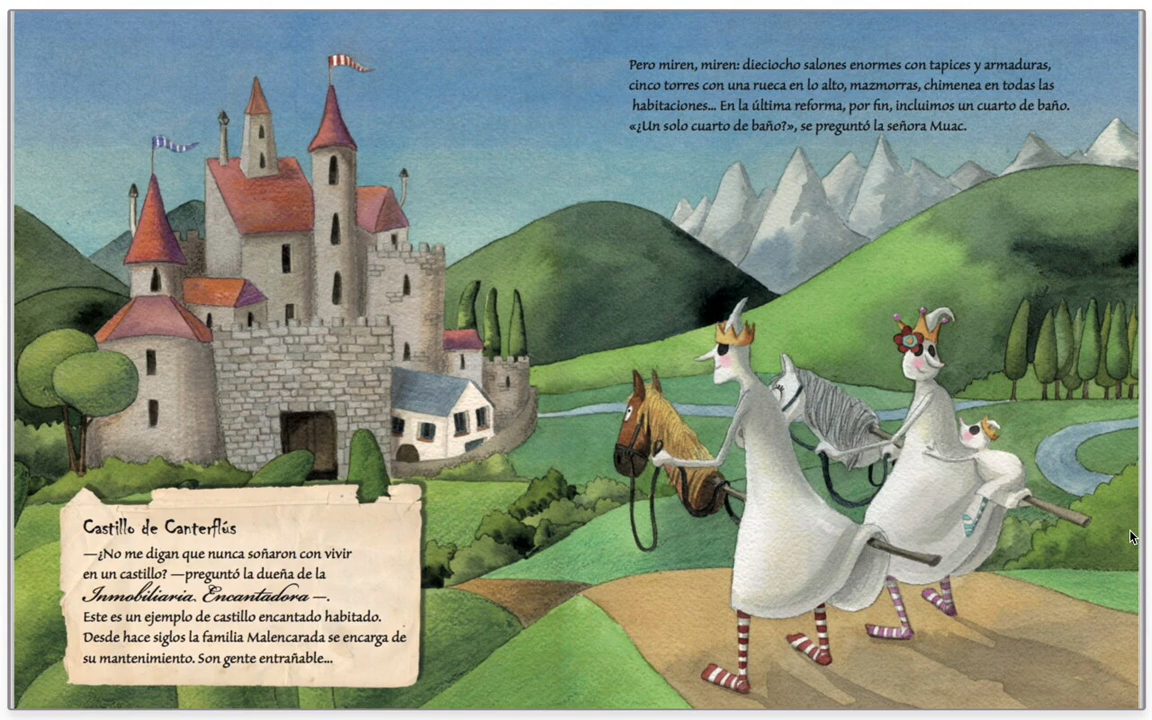 Pero miren, miren: dieciocho salones enormes con tapices y armaduras,
cinco torres con una rueca en lo alto, mazmorras, chimenea en todas las
habitaciones... En la última reforma, por fin, incluimos un cuarto de baño.
«¿Un solo cuarto de baño?», se preguntó la señora Muac.
Castillo de Canterflús
—¿No me digan que nunca soñaron con vivir
en un castillo? —preguntó la dueña de la
Inmobiliaria Encantadora —.
Este es un ejemplo de castillo encantado habitado.
Desde hace siglos la familia Malencarada se encarga de
su mantenimiento. Son gente entrañable...